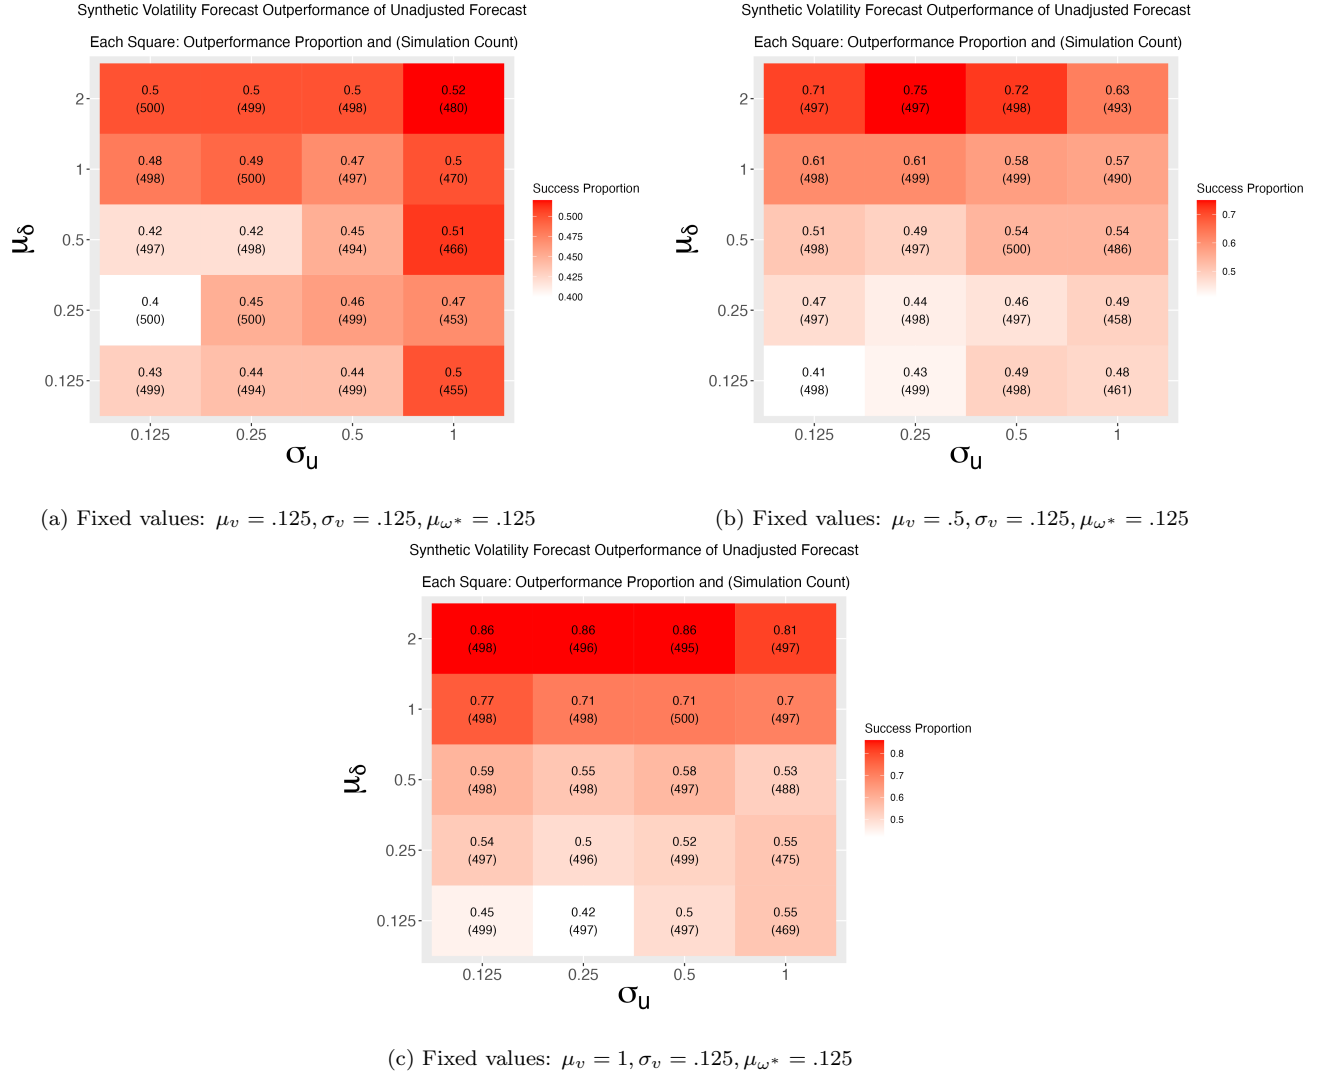 Synthetic Volatility Forecast Outperformance of Unadjusted Forecast
Each Square: Outperformance Proportion and (Simulation Count)
2
0.5 0.5 0.5 0.52
(500) (499) (498) (480)
1
0.48 0.49 0.47 0.5
(498) (500) (497) (470)
0.5
0.42 0.42 0.45 0.51
(497) (498) (494) (466)
0.25
0.4 0.45 0.46 0.47
(500) (500) (499) (453)
0.125
0.43 0.44 0.44 0.5
(499) (494) (499) (455)
0.125 0.25 0.5 1
μδ
σu
Success Proportion
0.500
0.475
0.450
0.425
0.400
(a) Fixed values: μv = .125, σv = .125, μω* = .125
Synthetic Volatility Forecast Outperformance of Unadjusted Forecast
Each Square: Outperformance Proportion and (Simulation Count)
2
0.71 0.75 0.72 0.63
(497) (497) (498) (493)
1
0.61 0.61 0.58 0.57
(498) (499) (499) (490)
0.5
0.51 0.49 0.54 0.54
(498) (497) (500) (486)
0.25
0.47 0.44 0.46 0.49
(497) (498) (497) (458)
0.125
0.41 0.43 0.49 0.48
(498) (499) (498) (461)
0.125 0.25 0.5 1
μδ
σu
Success Proportion
0.7
0.6
0.5
(b) Fixed values: μv = .5, σv = .125, μω* = .125
Synthetic Volatility Forecast Outperformance of Unadjusted Forecast
Each Square: Outperformance Proportion and (Simulation Count)
2
0.86 0.86 0.86 0.81
(498) (496) (495) (497)
1
0.77 0.71 0.71 0.7
(498) (498) (500) (497)
0.5
0.59 0.55 0.58 0.53
(498) (498) (497) (488)
0.25
0.54 0.5 0.52 0.55
(497) (496) (499) (475)
0.125
0.45 0.42 0.5 0.55
(499) (497) (497) (469)
0.125 0.25 0.5 1
μδ
σu
Success Proportion
0.8
0.7
0.6
0.5
(c) Fixed values: μv = 1, σv = .125, μω* = .125